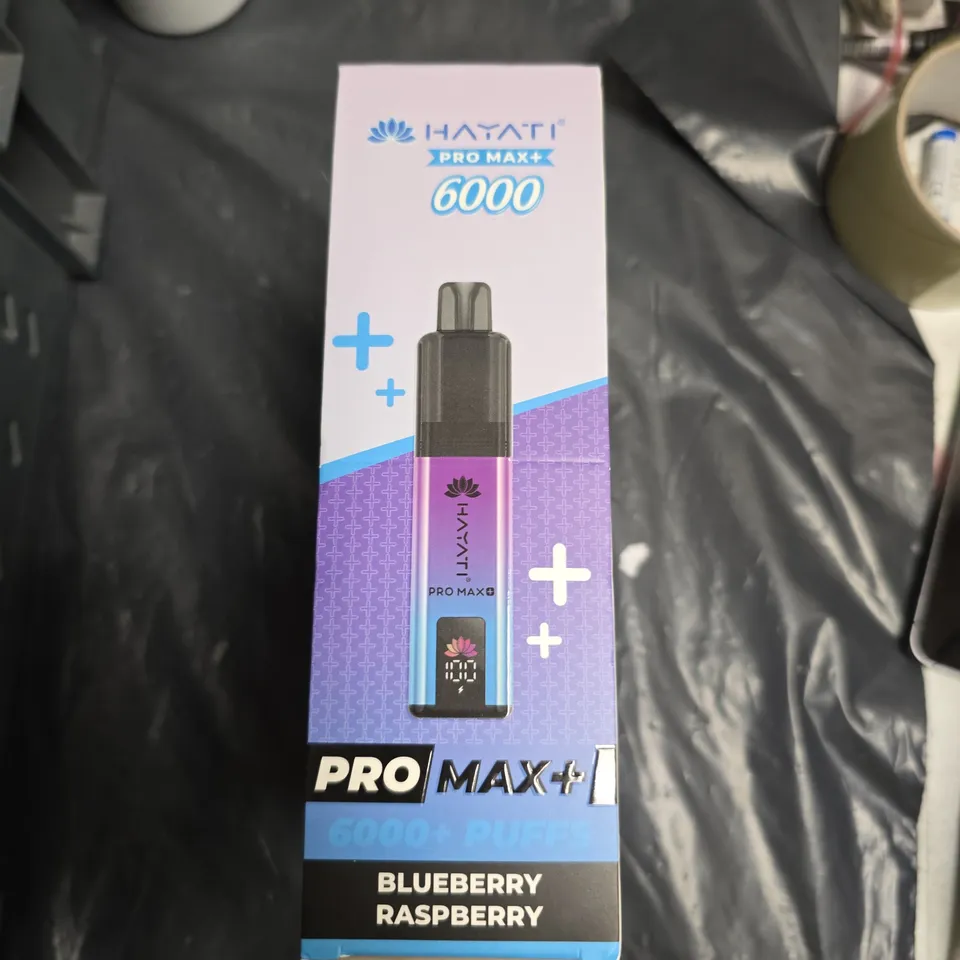 HAYATI®
PRO MAX+
6000
HAYATI®
PRO MAX+
100
PRO MAX+
6000+ PUFFS
BLUEBERRY
RASPBERRY